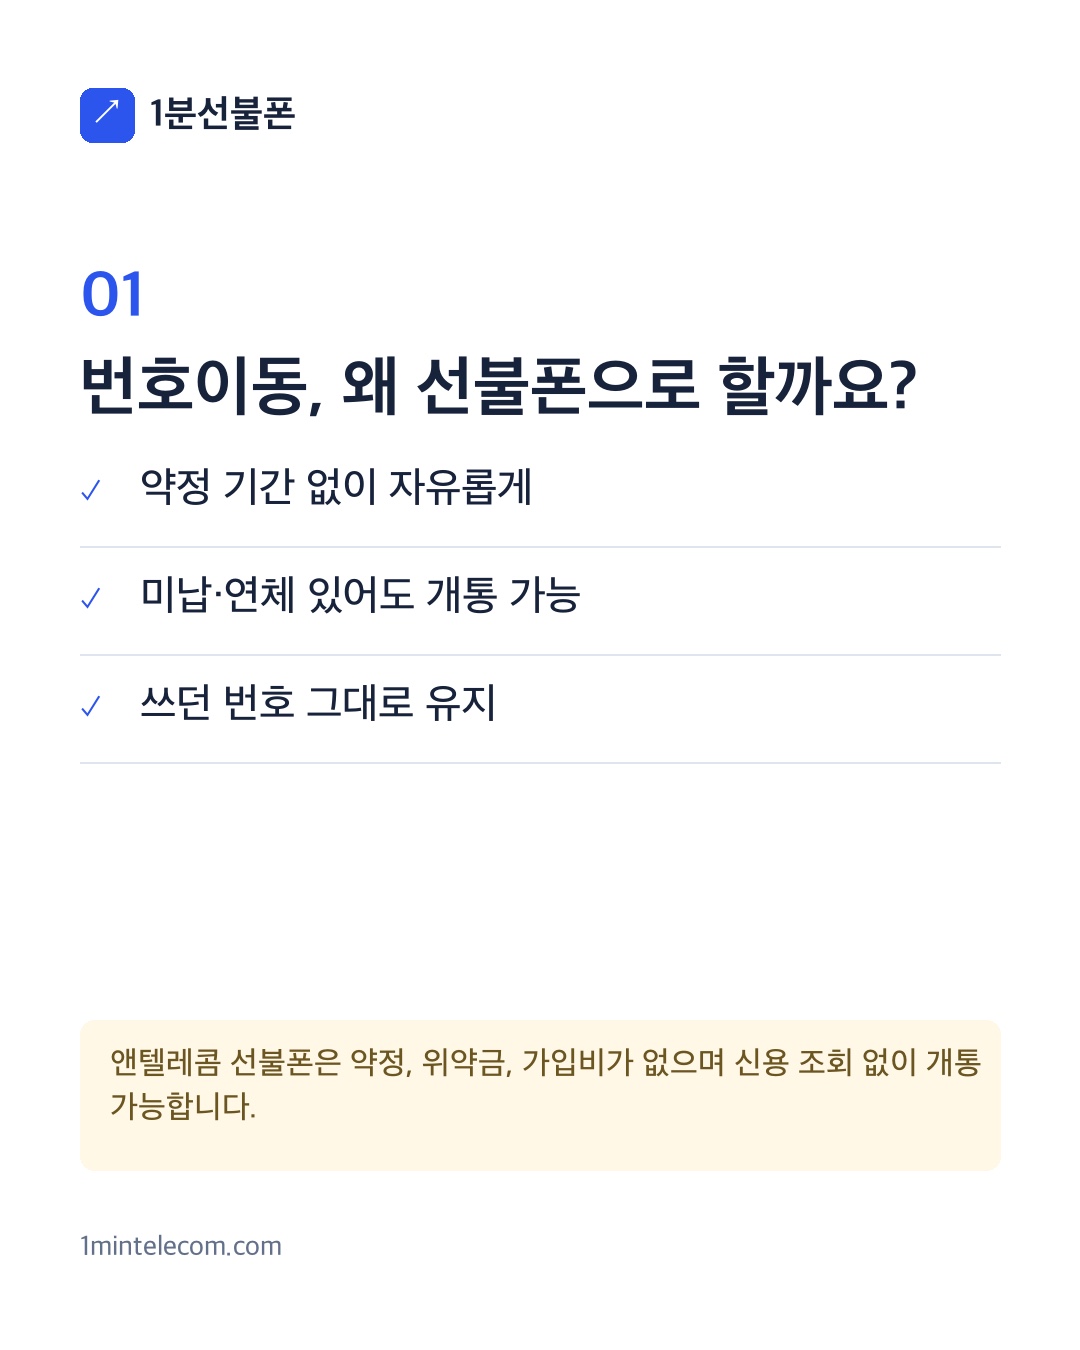 1분선불폰
01
번호이동, 왜 선불폰으로 할까요?
✓ 약정 기간 없이 자유롭게
✓ 미납·연체 있어도 개통 가능
✓ 쓰던 번호 그대로 유지
앤텔레콤 선불폰은 약정, 위약금, 가입비가 없으며 신용 조회 없이 개통
가능합니다.
1mintelecom.com